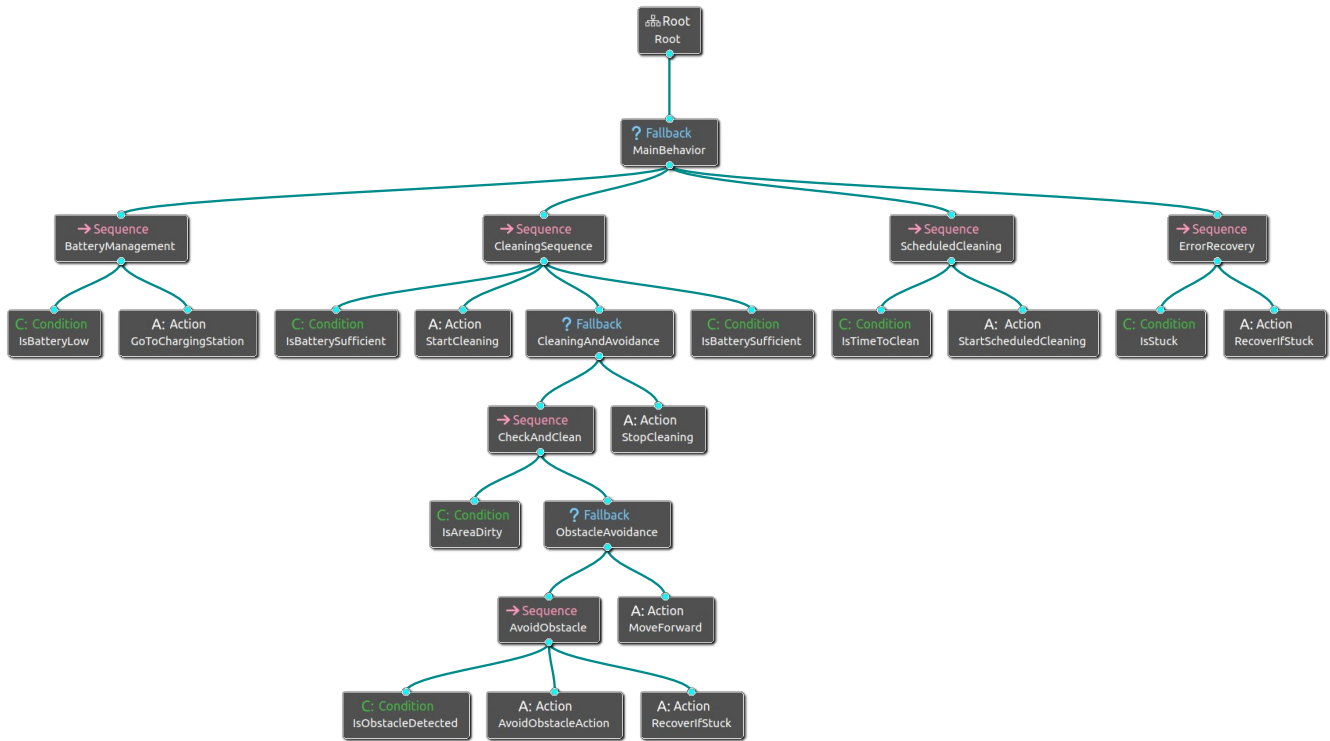 Root
Root
? Fallback
MainBehavior
→ Sequence
BatteryManagement
→ Sequence
CleaningSequence
→ Sequence
ScheduledCleaning
→ Sequence
ErrorRecovery
C: Condition
IsBatteryLow
A: Action
GoToChargingStation
C: Condition
IsBatterySufficient
A: Action
StartCleaning
? Fallback
CleaningAndAvoidance
C: Condition
IsBatterySufficient
C: Condition
IsTimeToClean
A: Action
StartScheduledCleaning
C: Condition
IsStuck
A: Action
RecoverIfStuck
→ Sequence
CheckAndClean
A: Action
StopCleaning
C: Condition
IsAreaDirty
? Fallback
ObstacleAvoidance
→ Sequence
AvoidObstacle
A: Action
MoveForward
C: Condition
IsObstacleDetected
A: Action
AvoidObstacleAction
A: Action
RecoverIfStuck